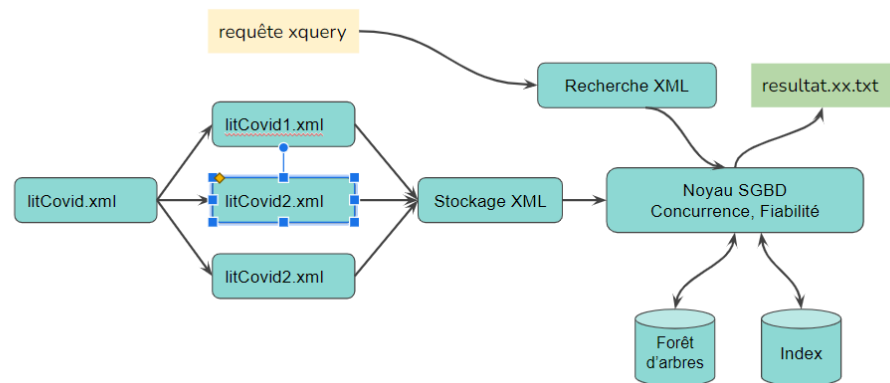 requête xquery
Recherche XML
resultat.xx.txt
litCovid1.xml
litCovid.xml
litCovid2.xml
Stockage XML
Noyau SGBD
Concurrence, Fiabilité
litCovid2.xml
Forêt
d'arbres
Index